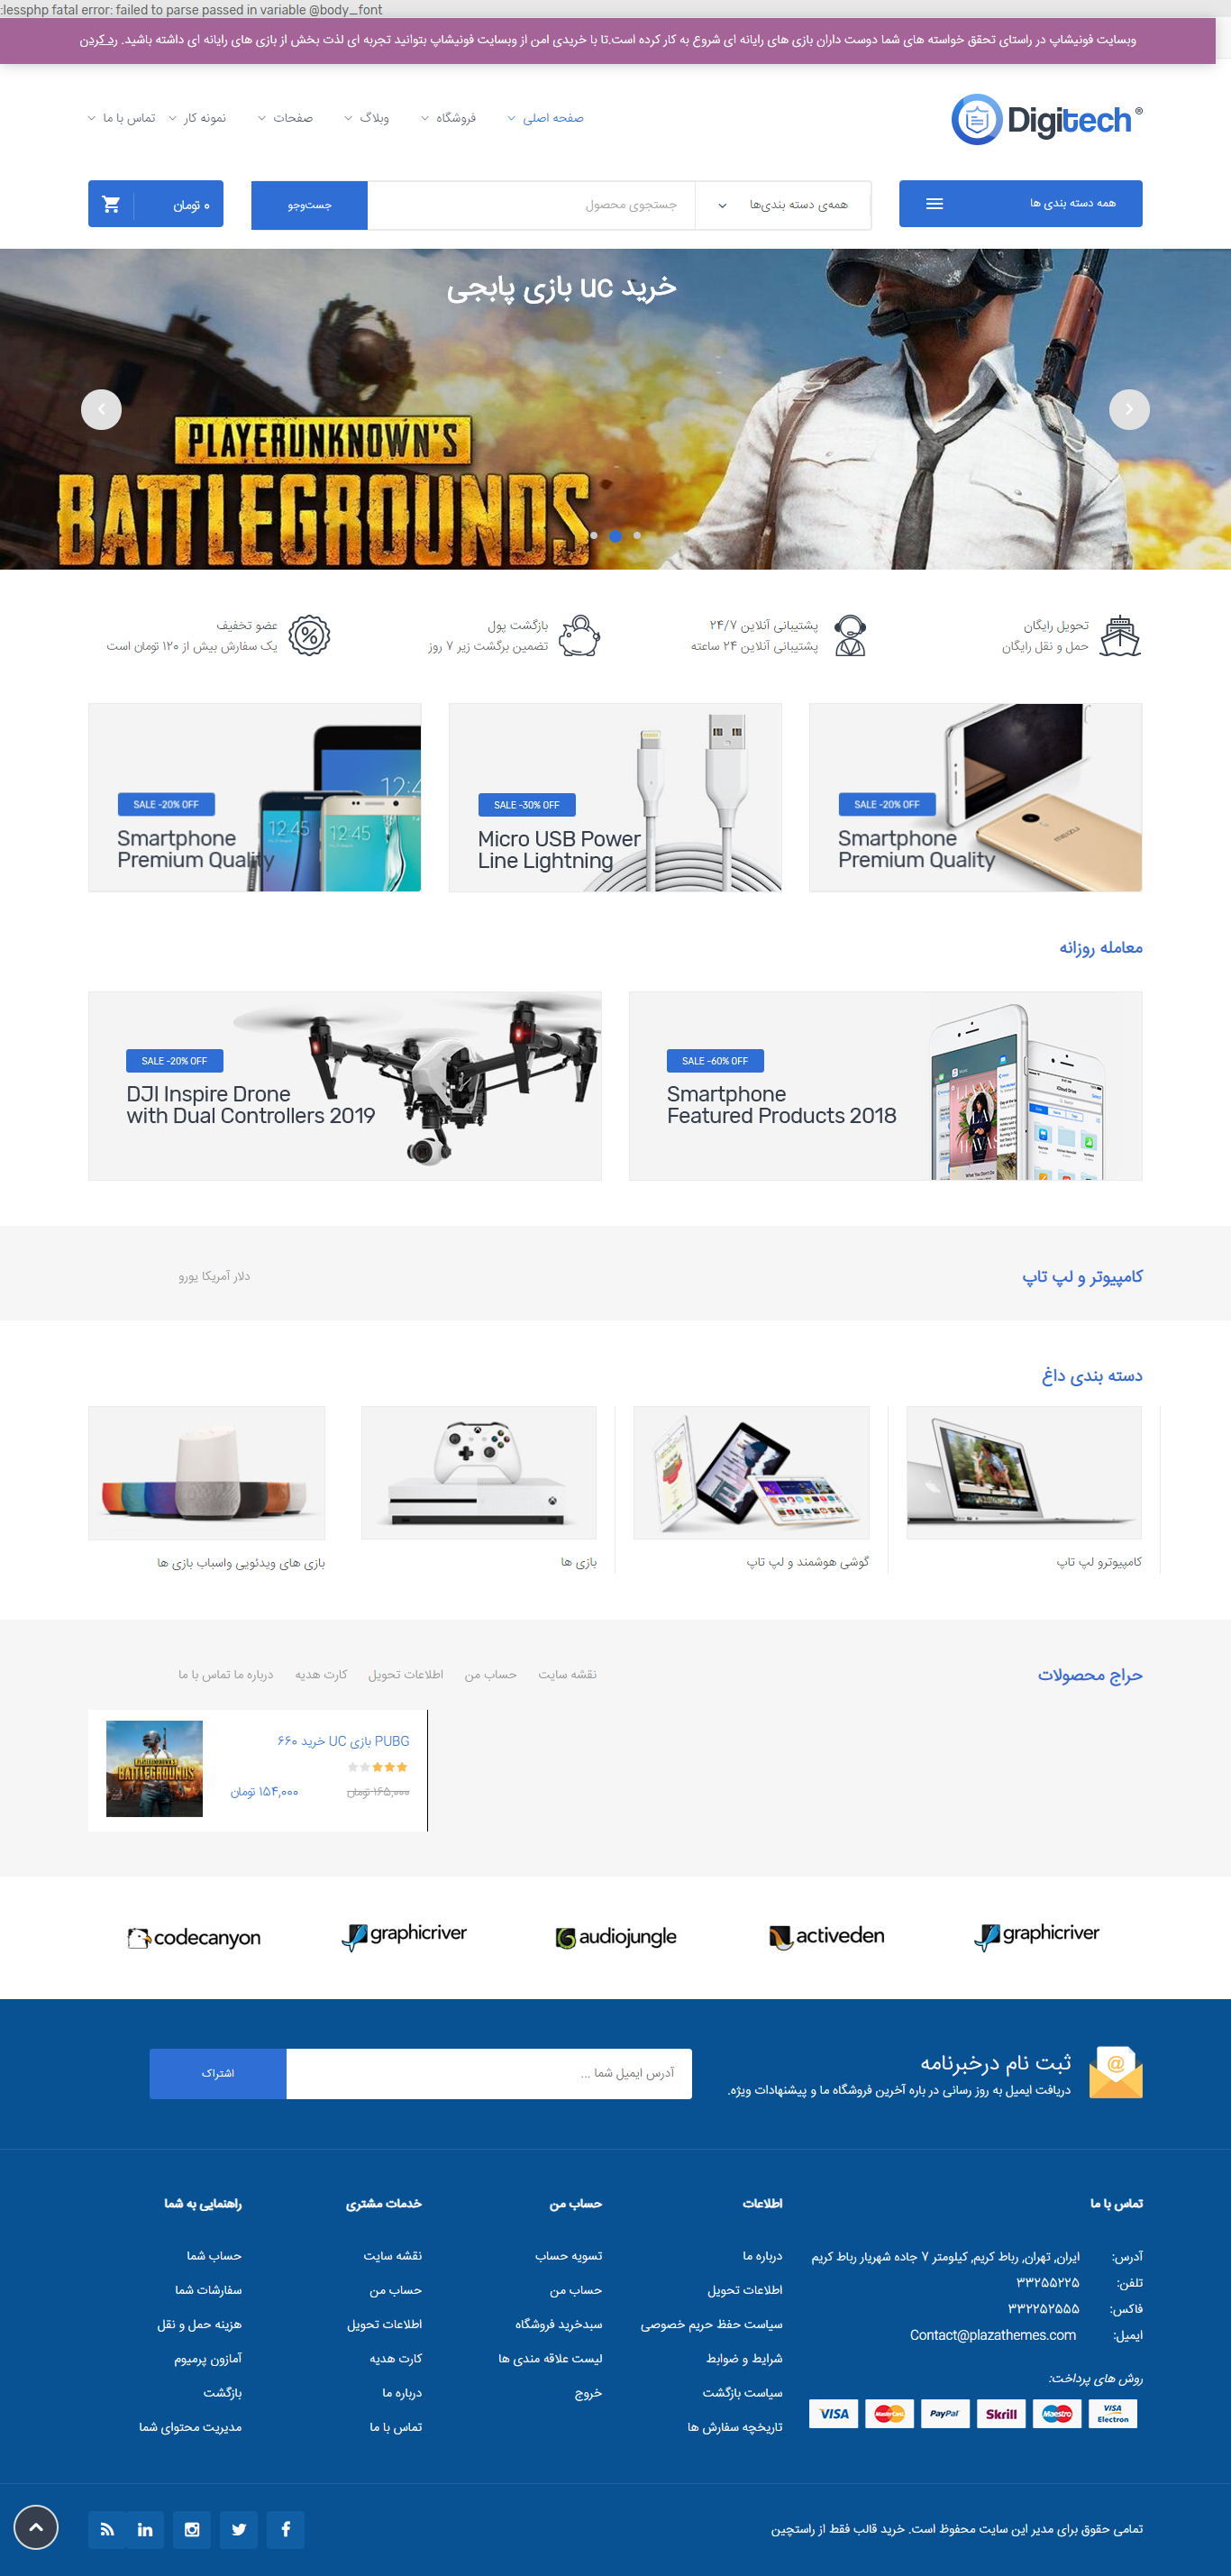 :lessphp fatal error: failed to parse passed in variable @body_font
وبسایت فونیشاپ در راستای تحقق خواسته های شما دوست داران بازی های رایانه ای شروع به کار کرده است.تا با خریدی امن از وبسایت فونیشاپ بتوانید تجربه ای لذت بخش از بازی های رایانه ای داشته باشید. رد کردن
Digitech®
صفحه اصلی
فروشگاه
وبلاگ
صفحات
نمونه کار
تماس با ما
همه دسته بندی ها
همه‌ی دسته بندی‌ها
جستجوی محصول
جست‌وجو
۰ تومان
خرید uc بازی پابجی
PLAYERUNKNOWN'S
BATTLEGROUNDS
تحویل رایگان
حمل و نقل رایگان
پشتیبانی آنلاین ۲۴/۷
پشتیبانی آنلاین ۲۴ ساعته
بازگشت پول
تضمین برگشت زیر ۷ روز
عضو تخفیف
یک سفارش بیش از ۱۲۰ تومان است
MEIZU
SALE -20% OFF
Smartphone
Premium Quality
SALE -30% OFF
Micro USB Power
Line Lightning
12:45
12:45
12:45
SALE -20% OFF
Smartphone
Premium Quality
معامله روزانه
SALE -60% OFF
Smartphone
Featured Products 2018
SALE -20% OFF
DJI Inspire Drone
with Dual Controllers 2019
کامپیوتر و لپ تاپ
دلار آمریکا یورو
دسته بندی داغ
کامپیوترو لپ تاپ
گوشی هوشمند و لپ تاپ
بازی ها
بازی های ویدئویی واسباب بازی ها
حراج محصولات
نقشه سایت
حساب من
اطلاعات تحویل
کارت هدیه
درباره ما تماس با ما
PUBG بازی UC خرید ۶۶۰
۱۶۵,۰۰۰ تومان
۱۵۴,۰۰۰ تومان
BATTLEGROUNDS
graphicriver
activeden
audiojungle
graphicriver
codecanyon
ثبت نام درخبرنامه
دریافت ایمیل به روز رسانی در باره آخرین فروشگاه ما و پیشنهادات ویژه.
آدرس ایمیل شما ...
اشتراک
تماس با ما
آدرس: ایران, تهران, رباط کریم, کیلومتر ۷ جاده شهریار رباط کریم
تلفن: ۳۳۲۵۵۲۲۵
فاکس: ۳۳۲۲۵۲۵۵۵
ایمیل: Contact@plazathemes.com
روش های پرداخت:
VISA
MasterCard
PayPal
Skrill
Maestro
VISA Electron
اطلاعات
درباره ما
اطلاعات تحویل
سیاست حفظ حریم خصوصی
شرایط و ضوابط
سیاست بازگشت
تاریخچه سفارش ها
حساب من
تسویه حساب
حساب من
سبدخرید فروشگاه
لیست علاقه مندی ها
خروج
خدمات مشتری
نقشه سایت
حساب من
اطلاعات تحویل
کارت هدیه
درباره ما
تماس با ما
راهنمایی به شما
حساب شما
سفارشات شما
هزینه حمل و نقل
آمازون پرمیوم
بازگشت
مدیریت محتوای شما
تمامی حقوق برای مدیر این سایت محفوظ است. خرید قالب فقط از راستچین